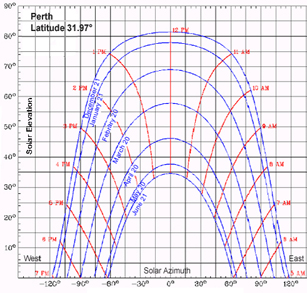 Perth
Latitude 31.97°
90°
80°
70°
60°
50°
40°
30°
20°
10°
Solar Elevation
12 PM
1 PM
11 AM
2 PM
10 AM
3 PM
9 AM
4 PM
8 AM
5 PM
7 AM
6 PM
6 AM
7 PM
5 AM
December 21
January 21
February 20
March 20
April 20
May 20
June 21
West
Solar Azimuth
East
-120° -90° -60° -30° 0° 30° 60° 90° 120°